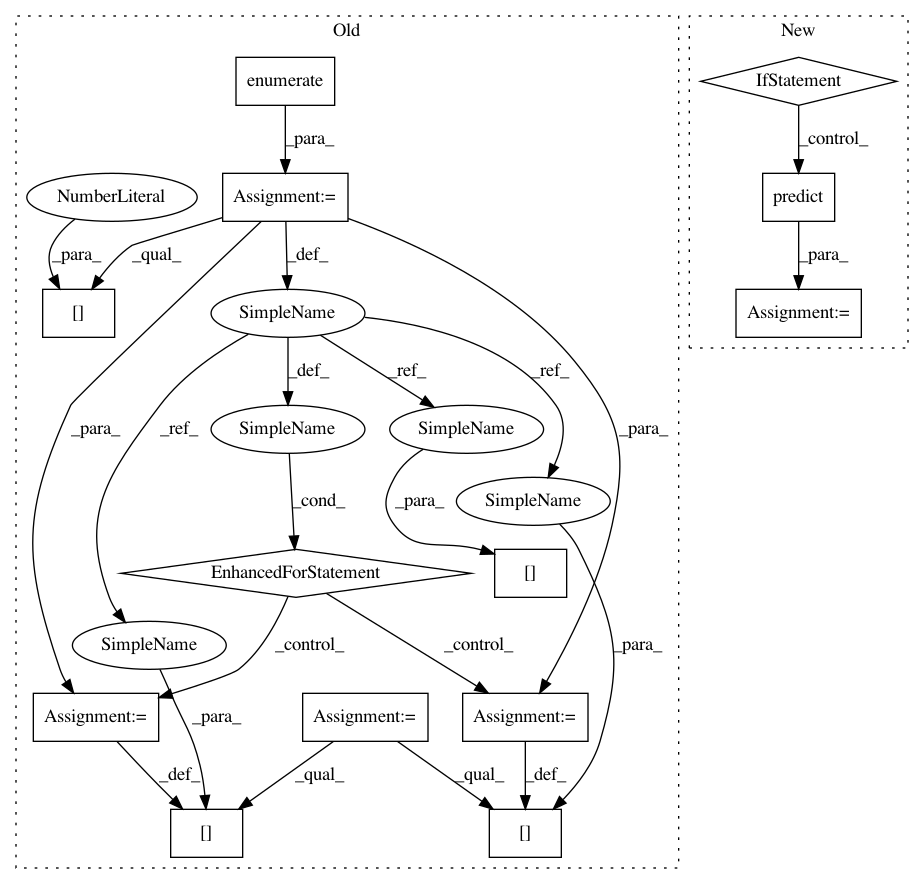 Old
New
enumerate
IfStatement
_para_
_control_
NumberLiteral
Assignment:=
predict
_para_
_qual_
_def_
_para_
[]
SimpleName
Assignment:=
_para_
_ref_
_def_
_ref_
_ref_
_para_
SimpleName
SimpleName
SimpleName
_cond_
_para_
EnhancedForStatement
[]
SimpleName
_control_
_control_
_para_
Assignment:=
_para_
Assignment:=
Assignment:=
_def_
_qual_
_qual_
_def_
[]
[]